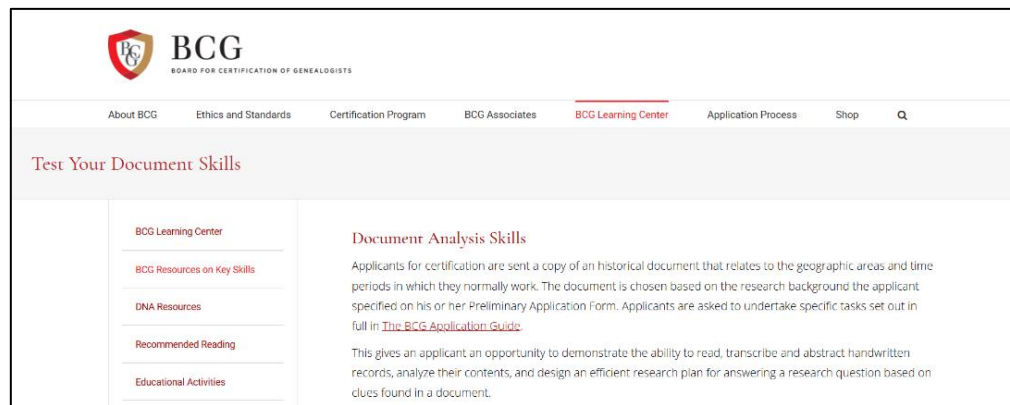 BCG
BCG
BOARD FOR CERTIFICATION OF GENEALOGISTS
About BCG Ethics and Standards Certification Program BCG Associates BCG Learning Center Application Process Shop
Test Your Document Skills
BCG Learning Center
BCG Resources on Key Skills
DNA Resources
Recommended Reading
Educational Activities
Document Analysis Skills
Applicants for certification are sent a copy of an historical document that relates to the geographic areas and time
periods in which they normally work. The document is chosen based on the research background the applicant
specified on his or her Preliminary Application Form. Applicants are asked to undertake specific tasks set out in
full in The BCG Application Guide.
This gives an applicant an opportunity to demonstrate the ability to read, transcribe and abstract handwritten
records, analyze their contents, and design an efficient research plan for answering a research question based on
clues found in a document.